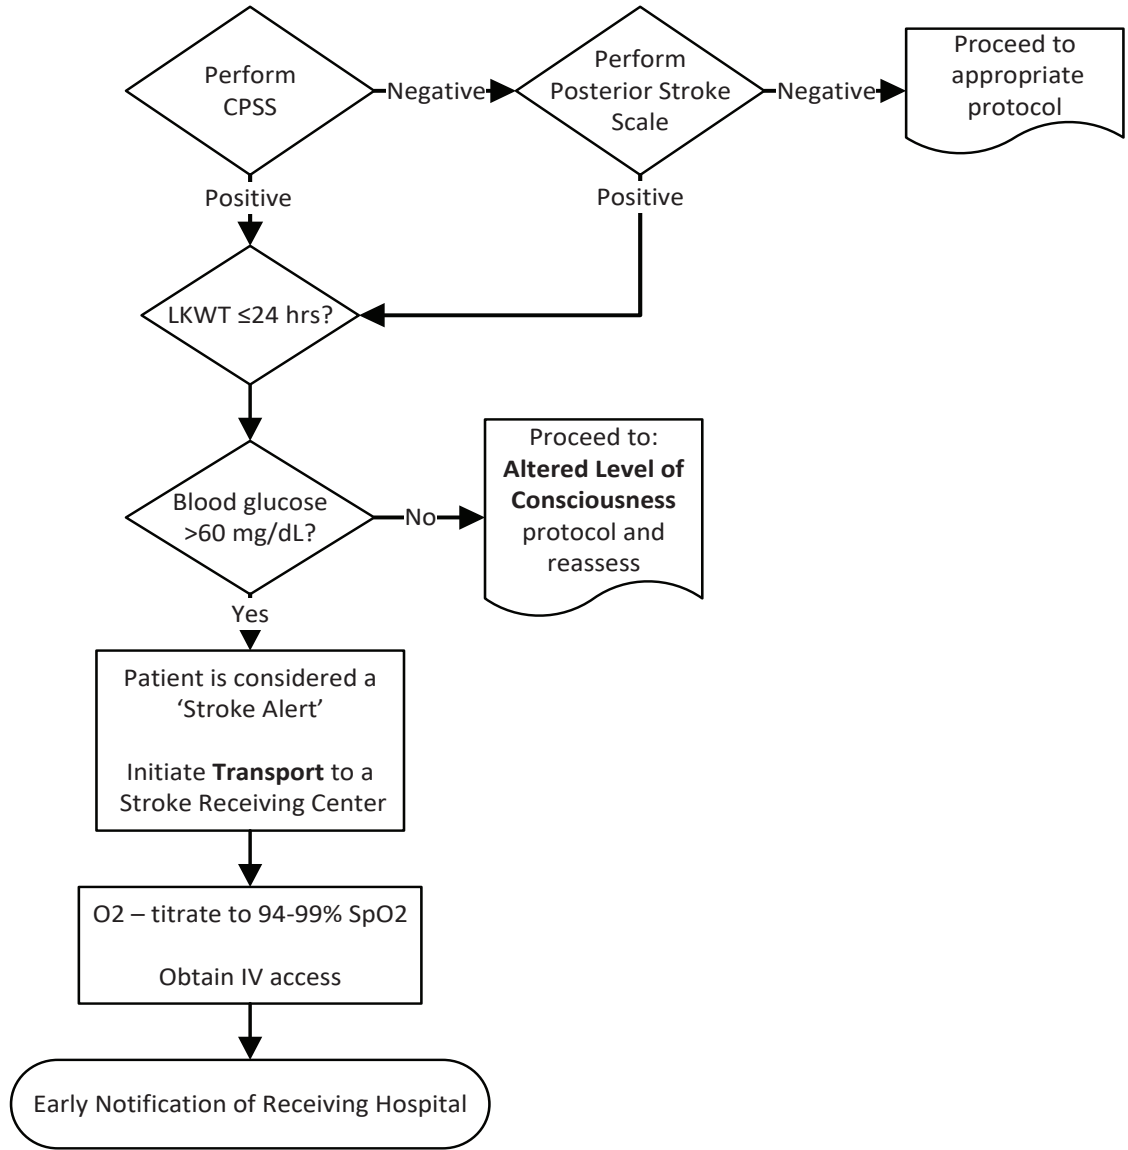 Perform
CPSS
Negative
Perform
Posterior Stroke
Scale
Negative
Proceed to
appropriate
protocol
Positive
Positive
LKWT ≤24 hrs?
Blood glucose
>60 mg/dL?
No
Proceed to:
Altered Level of
Consciousness
protocol and
reassess
Yes
Patient is considered a
‘Stroke Alert’
Initiate Transport to a
Stroke Receiving Center
O2 – titrate to 94-99% SpO2
Obtain IV access
Early Notification of Receiving Hospital